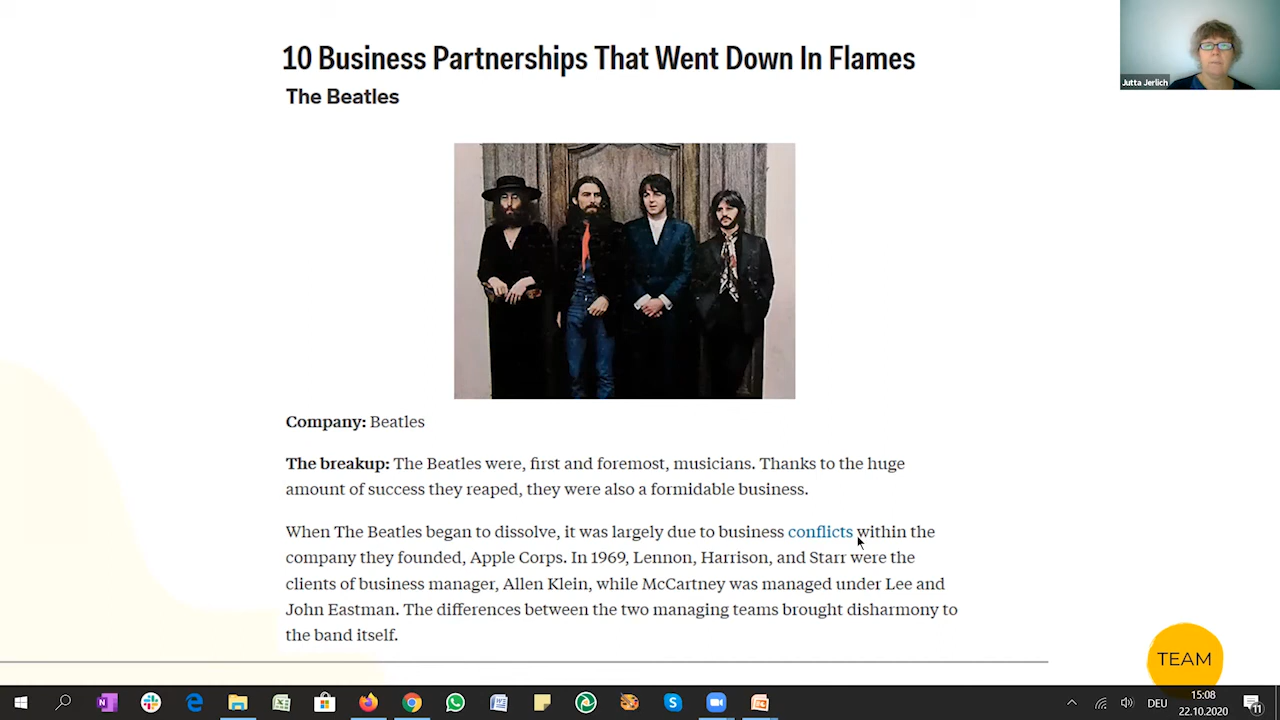 10 Business Partnerships That Went Down In Flames
The Beatles
Jutta Jerlich
Company: Beatles
The breakup: The Beatles were, first and foremost, musicians. Thanks to the huge
amount of success they reaped, they were also a formidable business.
When The Beatles began to dissolve, it was largely due to business conflicts within the
company they founded, Apple Corps. In 1969, Lennon, Harrison, and Starr were the
clients of business manager, Allen Klein, while McCartney was managed under Lee and
John Eastman. The differences between the two managing teams brought disharmony to
the band itself.
TEAM
DEU
15:08
22.10.2020
11